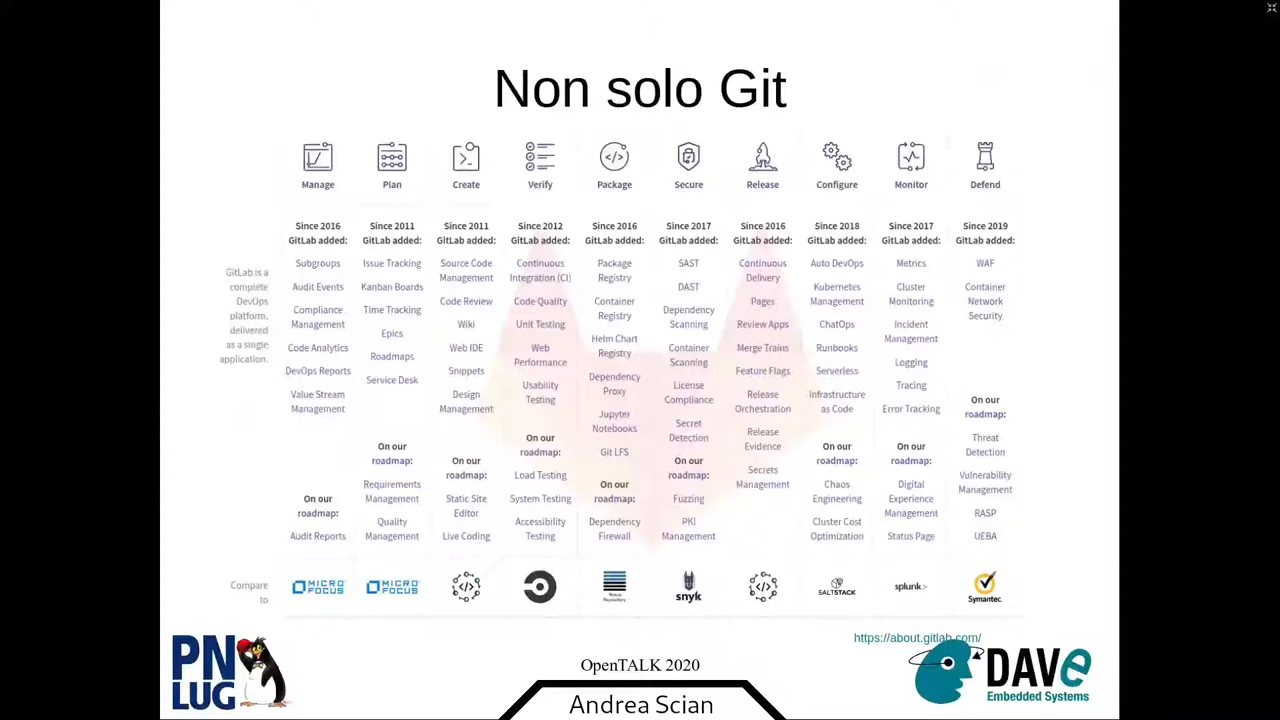 Non solo Git
Manage
Plan
Create
Verify
Package
Secure
Release
Configure
Monitor
Defend
GitLab is a
complete
DevOps
platform,
delivered
as a single
application.
Since 2016
GitLab added:
Subgroups
Audit Events
Compliance
Management
Code Analytics
DevOps Reports
Value Stream
Management
On our
roadmap:
Audit Reports
Since 2011
GitLab added:
Issue Tracking
Kanban Boards
Time Tracking
Epics
Roadmaps
Service Desk
On our
roadmap:
Requirements
Management
Quality
Management
Since 2011
GitLab added:
Source Code
Management
Code Review
Wiki
Web IDE
Snippets
Design
Management
On our
roadmap:
Static Site
Editor
Live Coding
Since 2012
GitLab added:
Continuous
Integration (CI)
Code Quality
Unit Testing
Web
Performance
Usability
Testing
On our
roadmap:
Load Testing
System Testing
Accessibility
Testing
Since 2016
GitLab added:
Package
Registry
Container
Registry
Helm Chart
Registry
Dependency
Proxy
Jupyter
Notebooks
Git LFS
On our
roadmap:
Dependency
Firewall
Since 2017
GitLab added:
SAST
DAST
Dependency
Scanning
Container
Scanning
License
Compliance
Secret
Detection
On our
roadmap:
Fuzzing
PKI
Management
Since 2016
GitLab added:
Continuous
Delivery
Pages
Review Apps
Merge Trains
Feature Flags
Release
Orchestration
Release
Evidence
Secrets
Management
Since 2018
GitLab added:
Auto DevOps
Kubernetes
Management
ChatOps
Runbooks
Serverless
Infrastructure
as Code
On our
roadmap:
Chaos
Engineering
Cluster Cost
Optimization
Since 2017
GitLab added:
Metrics
Cluster
Monitoring
Incident
Management
Logging
Tracing
Error Tracking
On our
roadmap:
Digital
Experience
Management
Status Page
Since 2019
GitLab added:
WAF
Container
Network
Security
On our
roadmap:
Threat
Detection
Vulnerability
Management
RASP
UEBA
Compare
to
MICRO
FOCUS
MICRO
FOCUS
Nexus
Repository
snyk
SALTSTACK
splunk>
Symantec.
https://about.gitlab.com/
PN
LUG
OpenTALK 2020
Andrea Scian
DAVe
Embedded Systems